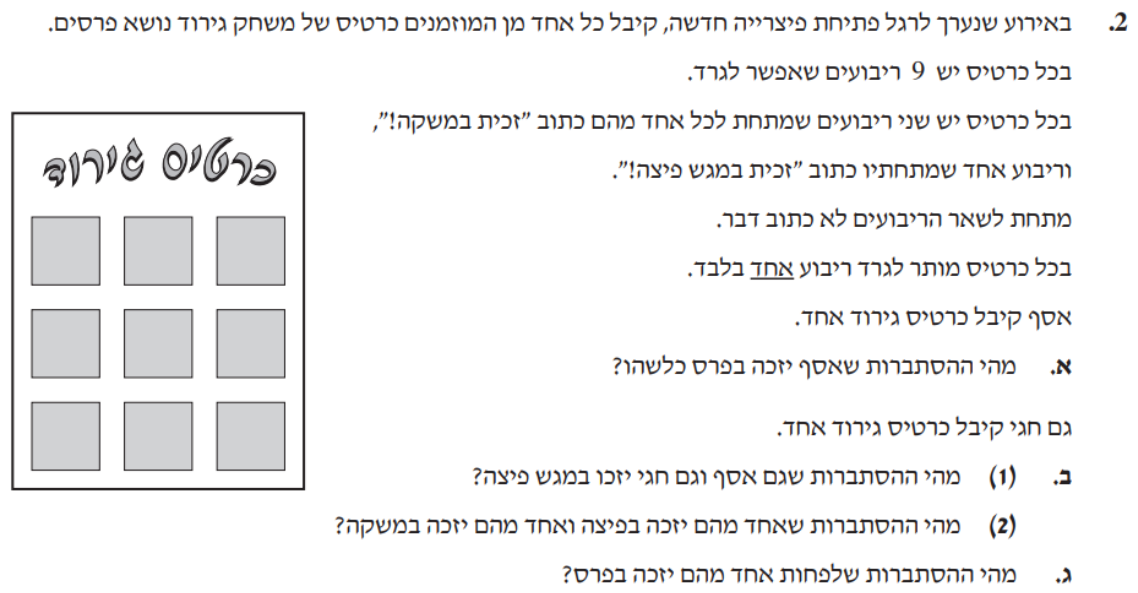 2. באירוע שנערך לרגל פתיחת פיצרייה חדשה, קיבל כל אחד מן המוזמנים כרטיס של משחק גירוד נושא פרסים.
בכל כרטיס יש 9 ריבועים שאפשר לגרד.
בכל כרטיס יש שני ריבועים שמתחת לכל אחד מהם כתוב "זכית במשקה!",
וריבוע אחד שמתחתיו כתוב "זכית במגש פיצה!".
מתחת לשאר הריבועים לא כתוב דבר.
בכל כרטיס מותר לגרד ריבוע אחד בלבד.
אסף קיבל כרטיס גירוד אחד.
א. מהי ההסתברות שאסף יזכה בפרס כלשהו?
גם חגי קיבל כרטיס גירוד אחד.
ב. (1) מהי ההסתברות שגם אסף וגם חגי יזכו במגש פיצה?
(2) מהי ההסתברות שאחד מהם יזכה בפיצה ואחד מהם יזכה במשקה?
ג. מהי ההסתברות שלפחות אחד מהם יזכה בפרס?
כרטיס גירוד